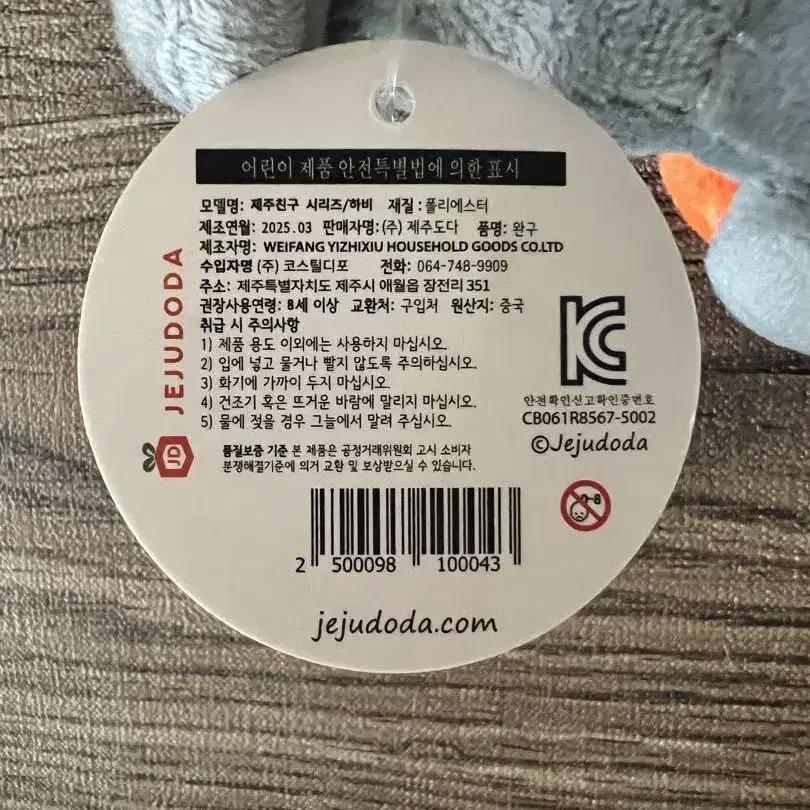 어린이 제품 안전특별법에 의한 표시
모델명: 제주친구 시리즈/하비 재질 : 폴리에스터
제조연월: 2025.03 판매자명:(주) 제주도다 품명: 완구
제조자명: WEIFANG YIZHIXIU HOUSEHOLD GOODS CO.LTD
수입자명 (주) 코스틸디포 전화: 064-748-9909
주소: 제주특별자치도 제주시 애월읍 장전리 351
권장사용연령: 8세 이상 교환처: 구입처 원산지: 중국
취급 시 주의사항
1) 제품 용도 이외에는 사용하지 마십시오.
2) 입에 넣고 물거나 빨지 않도록 주의하십시오.
3) 화기에 가까이 두지 마십시오.
4) 건조기 혹은 뜨거운 바람에 말리지 마십시오.
5) 물에 젖을 경우 그늘에서 말려 주십시오.
품질보증 기준 본 제품은 공정거래위원회 고시 소비자
분쟁해결기준에 의거 교환 및 보상받으실 수 있습니다.
JEJUDODA
JD
안전확인신고확인증번호
CB061R8567-5002
©Jejudoda
0-8
2 500098 100043
jejudoda.com